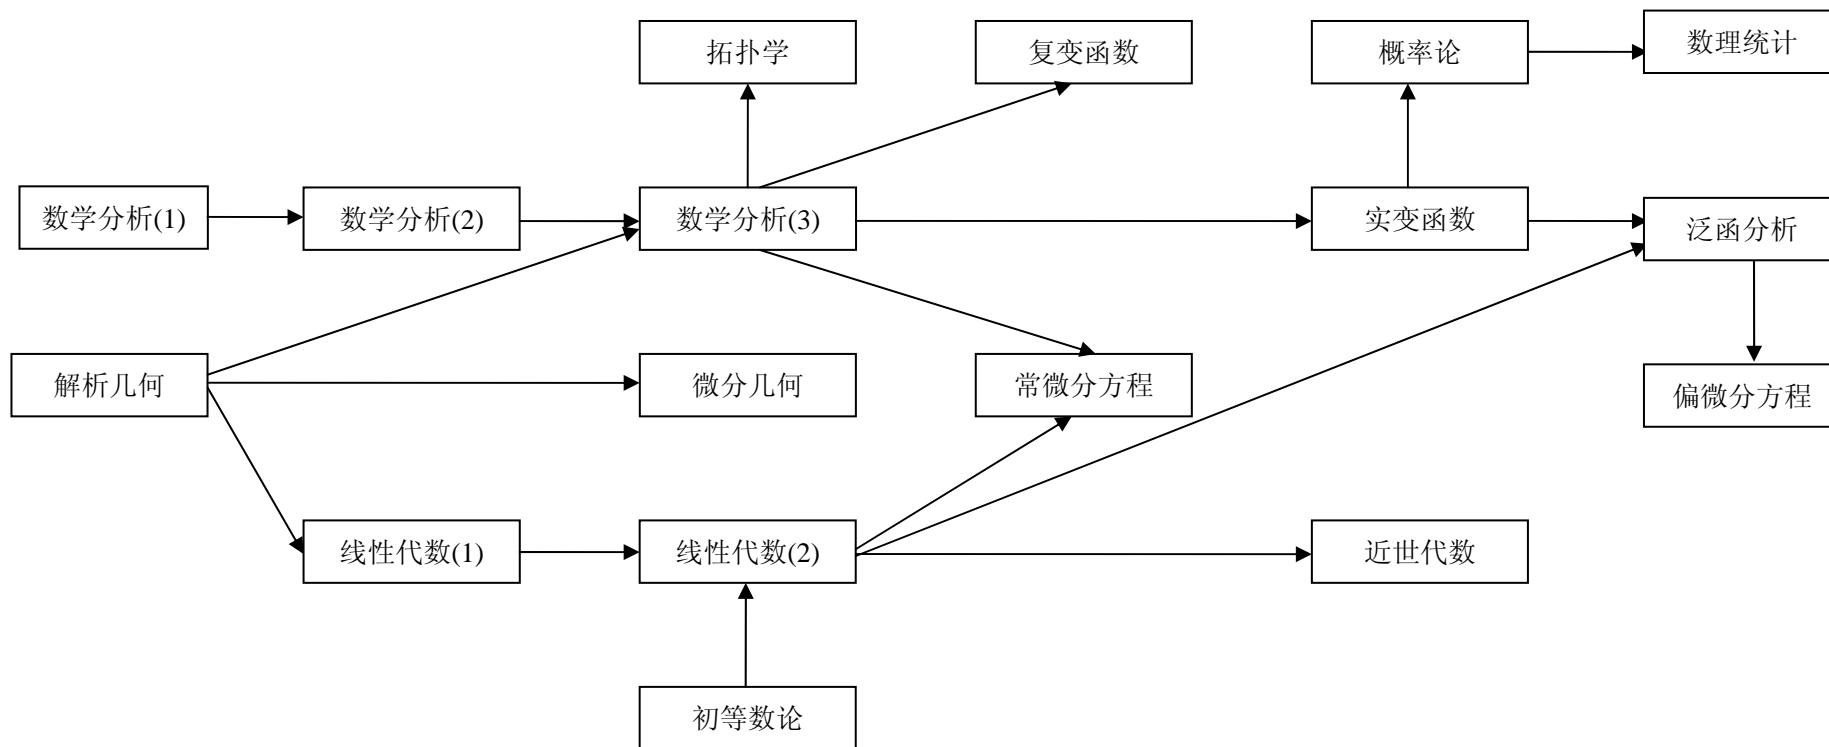 拓扑学
复变函数
概率论
数理统计
数学分析(1)
数学分析(2)
数学分析(3)
实变函数
泛函分析
解析几何
微分几何
常微分方程
偏微分方程
线性代数(1)
线性代数(2)
近世代数
初等数论